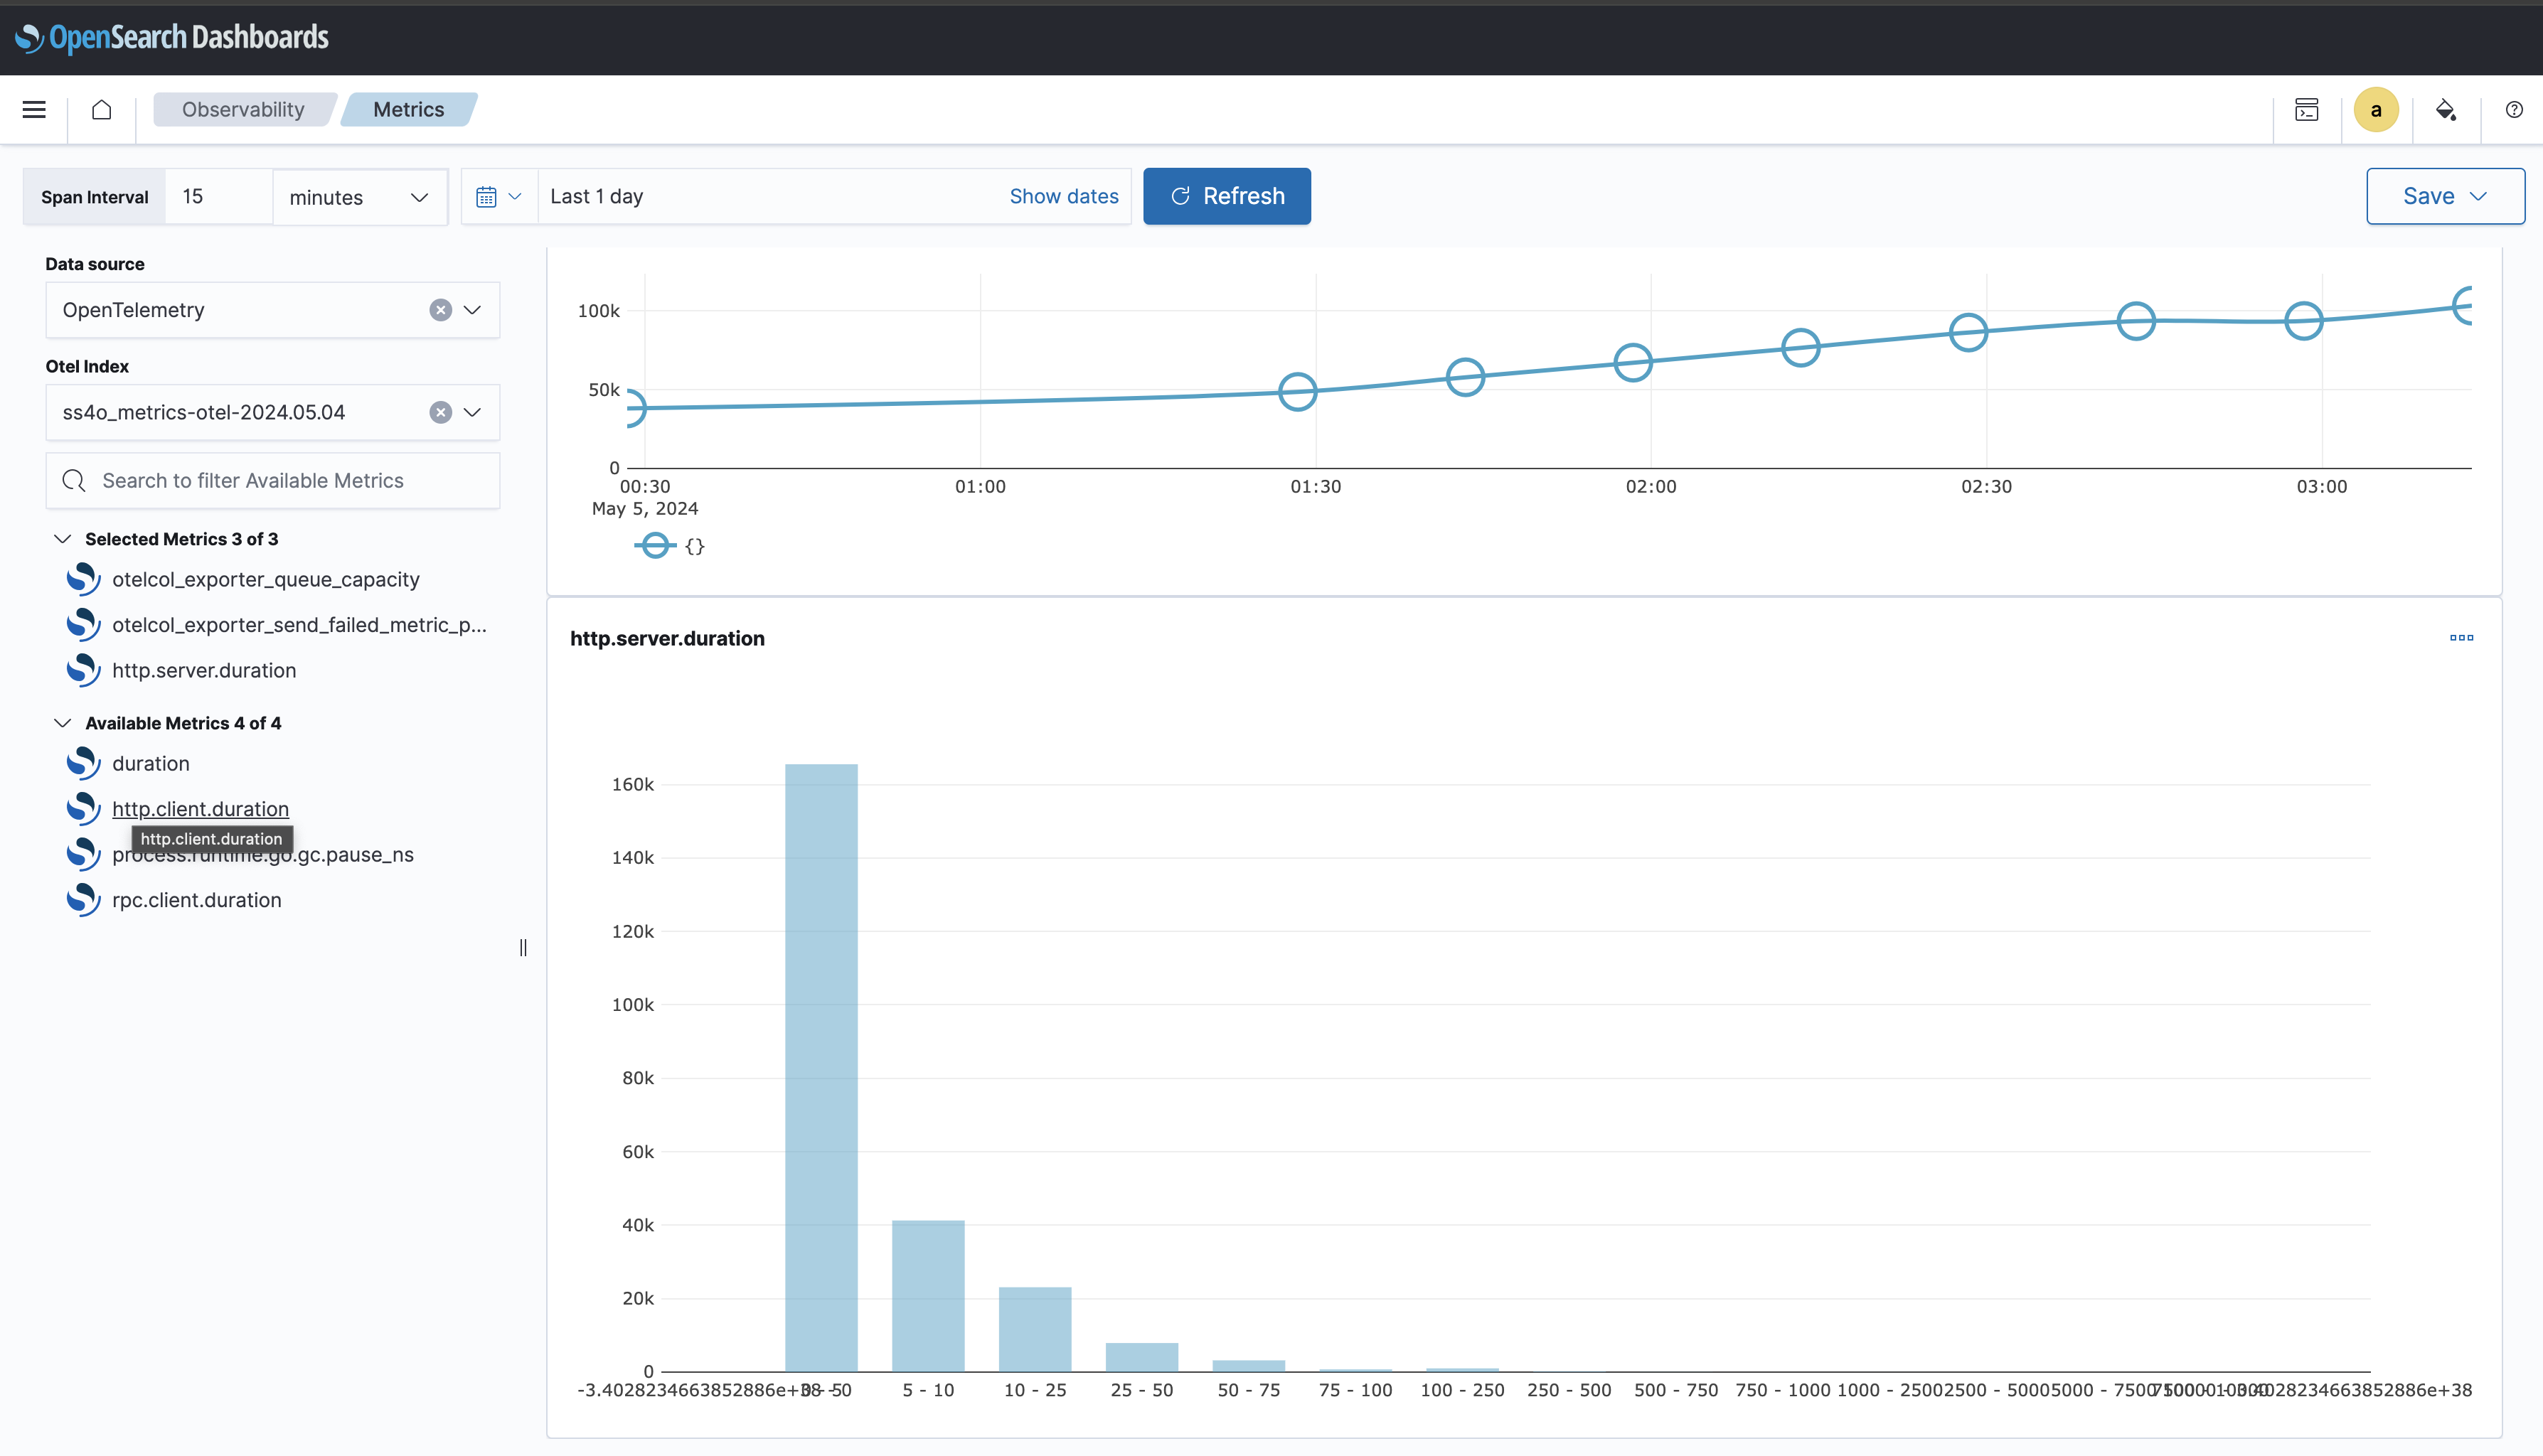 OpenSearch Dashboards
Observability
Metrics
a
Span Interval
15
minutes
Last 1 day
Show dates
Refresh
Save
Data source
OpenTelemetry
Otel Index
ss4o_metrics-otel-2024.05.04
Search to filter Available Metrics
Selected Metrics 3 of 3
otelcol_exporter_queue_capacity
otelcol_exporter_send_failed_metric_p...
http.server.duration
Available Metrics 4 of 4
duration
http.client.duration
http.client.duration
process.runtime.go.gc.pause_ns
rpc.client.duration
100k
50k
0
00:30 01:00 01:30 02:00 02:30 03:00
May 5, 2024
{}
http.server.duration
160k
140k
120k
100k
80k
60k
40k
20k
0
-3.4028234663852886e+38 - 0 0 - 5 5 - 10 10 - 25 25 - 50 50 - 75 75 - 100 100 - 250 250 - 500 500 - 750 750 - 1000 1000 - 2500 2500 - 5000 5000 - 7500 7500 - 10000 10000 - 3.4028234663852886e+38